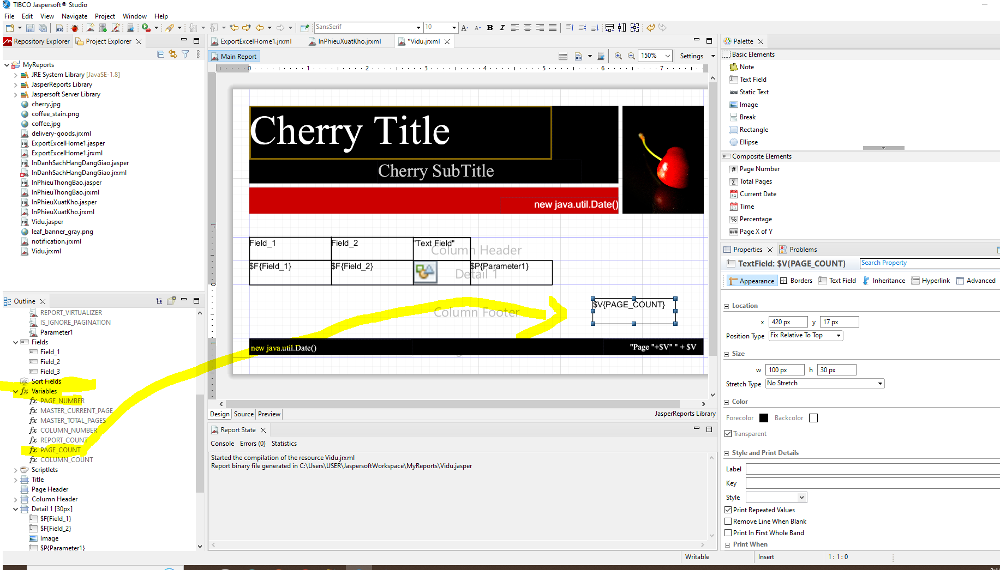 TIBCO Jaspersoft® Studio
File Edit View Navigate Project Window Help
SansSerif 10 A A B I
Repository Explorer Project Explorer
MyReports
JRE System Library [JavaSE-1.8]
JasperReports Library
Jaspersoft Server Library
cherry.jpg
coffee_stain.png
coffee.jpg
delivery-goods.jrxml
ExportExcelHome1.jasper
ExportExcelHome1.jrxml
InDanhSachHangDangGiao.jasper
InDanhSachHangDangGiao.jrxml
InPhieuThongBao.jasper
InPhieuThongBao.jrxml
InPhieuXuatKho.jasper
InPhieuXuatKho.jrxml
Vidu.jasper
leaf_banner_gray.png
notification.jrxml
Vidu.jrxml
Outline
REPORT_VIRTUALIZER
IS_IGNORE_PAGINATION
Parameter1
Fields
Field_1
Field_2
Field_3
Sort Fields
Variables
PAGE_NUMBER
MASTER_CURRENT_PAGE
MASTER_TOTAL_PAGES
COLUMN_NUMBER
REPORT_COUNT
PAGE_COUNT
COLUMN_COUNT
Scriptlets
Title
Page Header
Column Header
Detail 1 [30px]
$F{Field_1}
$F{Field_2}
Image
$P{Parameter1}
ExportExcelHome1.jrxml InPhieuXuatKho.jrxml *Vidu.jrxml
Main Report 150% Settings
0 1 2 3 4 5 6 7
Cherry Title
Cherry SubTitle
new java.util.Date()
Field_1 Field_2 "Text Field"
Column Header
$F{Field_1} $F{Field_2} $P{Parameter1}
Detail 1
$V{PAGE_COUNT}
Column Footer
new java.util.Date() "Page "+$V" " + $V
Design Source Preview JasperReports Library
Report State
Console Errors (0) Statistics
Started the compilation of the resource Vidu.jrxml
Report binary file generated in C:\Users\USER\JaspersoftWorkspace\MyReports\Vidu.jasper
Palette
Basic Elements
Note
Text Field
label Static Text
Image
Break
Rectangle
Ellipse
Composite Elements
# Page Number
Σ Total Pages
31 Current Date
31 Time
% Percentage
#/# Page X of Y
Properties Problems
TextField: $V{PAGE_COUNT} Search Property
Appearance Borders Text Field Inheritance Hyperlink Advanced
Location
x 420 px y 17 px
Position Type Fix Relative To Top
Size
w 100 px h 30 px
Stretch Type No Stretch
Color
Forecolor Backcolor
Transparent
Style and Print Details
Label
Key
Style
Print Repeated Values
Remove Line When Blank
Print In First Whole Band
Print When
Writable Insert 1 : 1 : 0